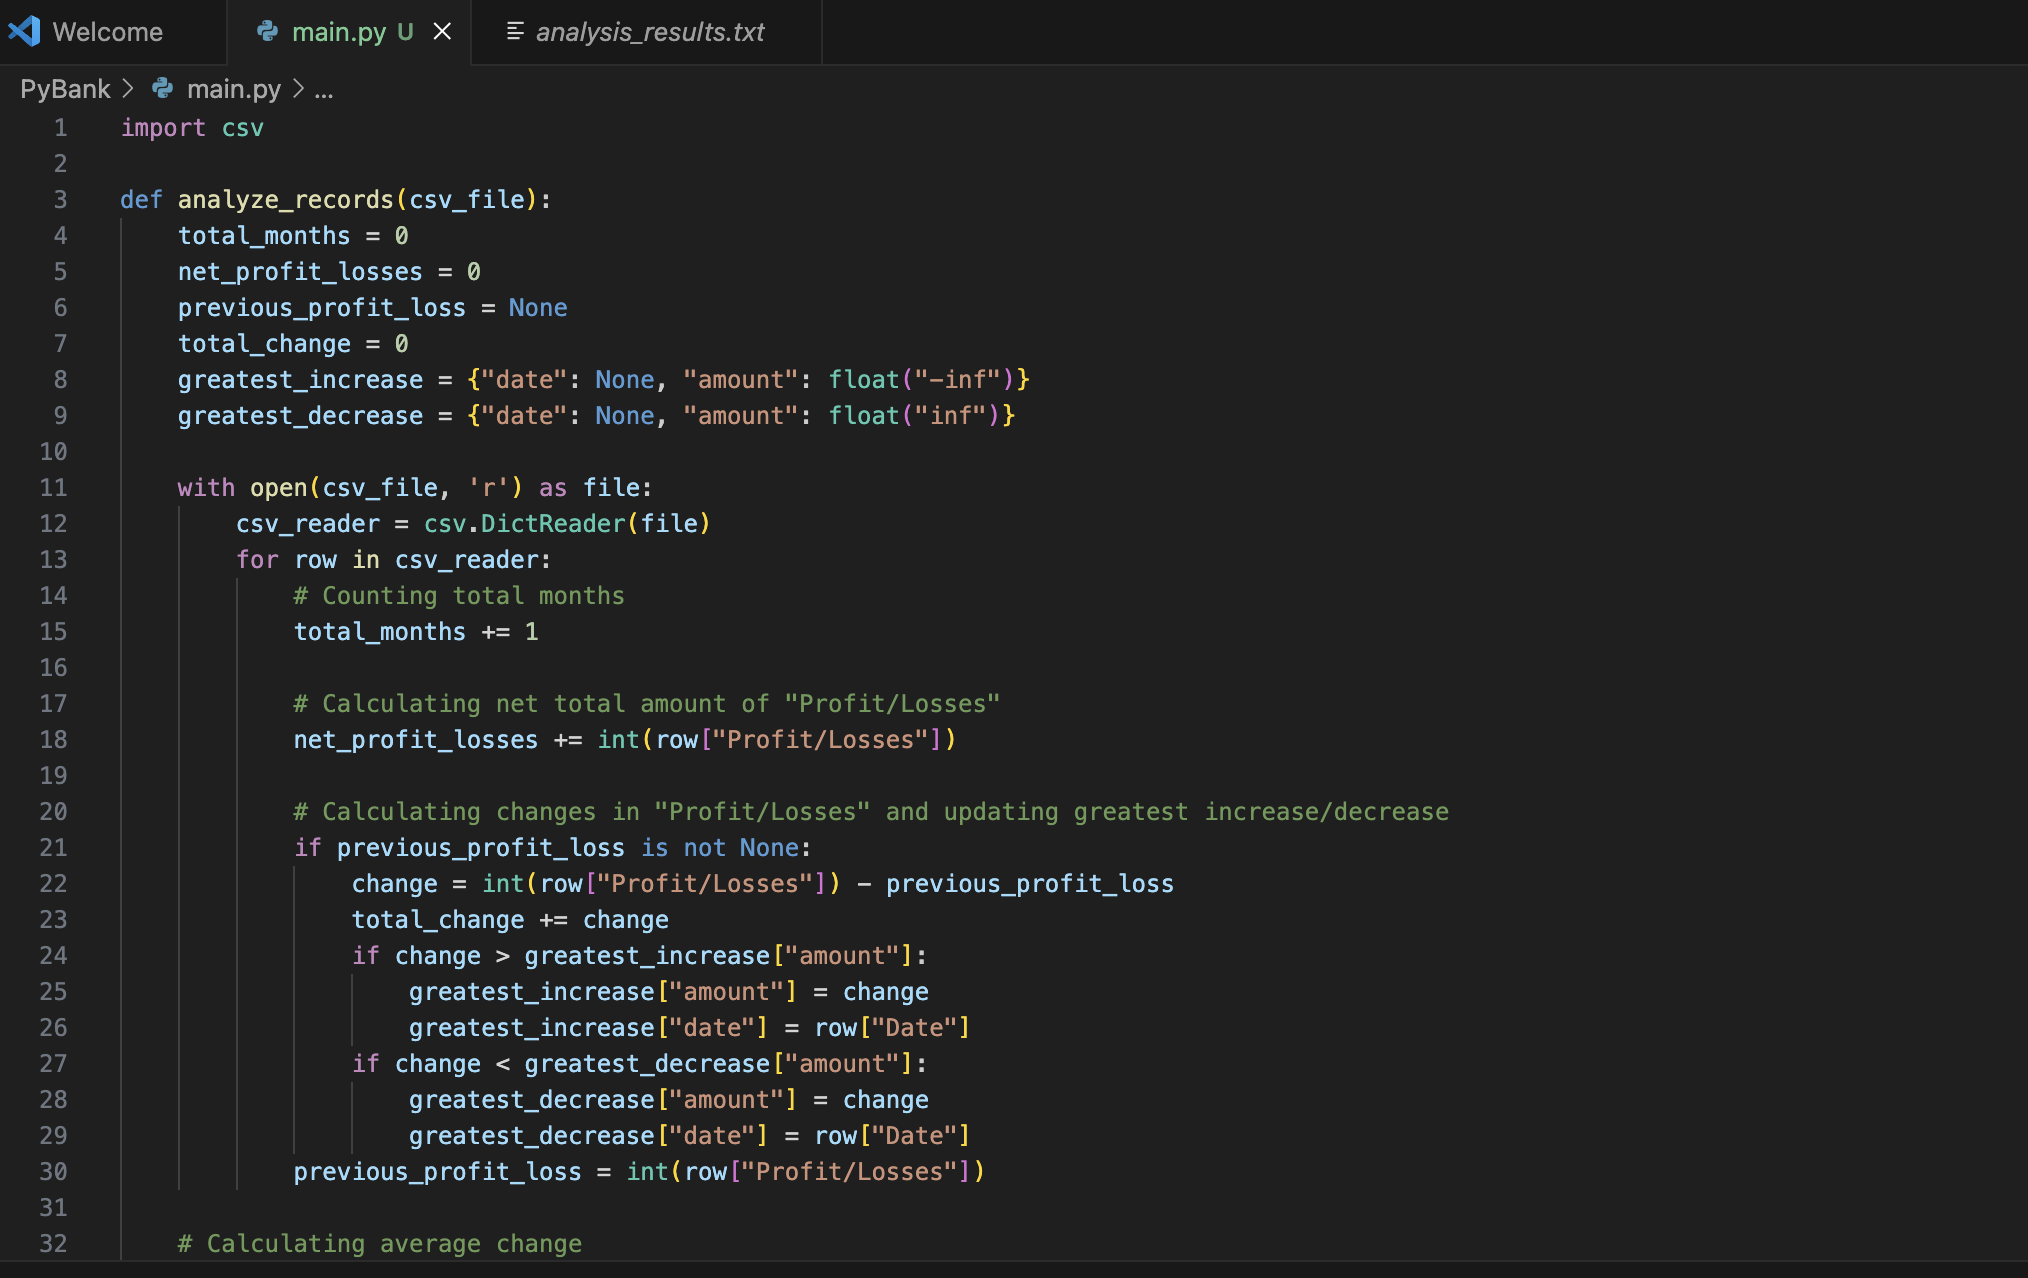 Welcome main.py U analysis_results.txt
PyBank > main.py > ...
1 import csv
2
3 def analyze_records(csv_file):
4     total_months = 0
5     net_profit_losses = 0
6     previous_profit_loss = None
7     total_change = 0
8     greatest_increase = {"date": None, "amount": float("-inf")}
9     greatest_decrease = {"date": None, "amount": float("inf")}
10
11     with open(csv_file, 'r') as file:
12         csv_reader = csv.DictReader(file)
13         for row in csv_reader:
14             # Counting total months
15             total_months += 1
16
17             # Calculating net total amount of "Profit/Losses"
18             net_profit_losses += int(row["Profit/Losses"])
19
20             # Calculating changes in "Profit/Losses" and updating greatest increase/decrease
21             if previous_profit_loss is not None:
22                 change = int(row["Profit/Losses"]) - previous_profit_loss
23                 total_change += change
24                 if change > greatest_increase["amount"]:
25                     greatest_increase["amount"] = change
26                     greatest_increase["date"] = row["Date"]
27                 if change < greatest_decrease["amount"]:
28                     greatest_decrease["amount"] = change
29                     greatest_decrease["date"] = row["Date"]
30             previous_profit_loss = int(row["Profit/Losses"])
31
32     # Calculating average change